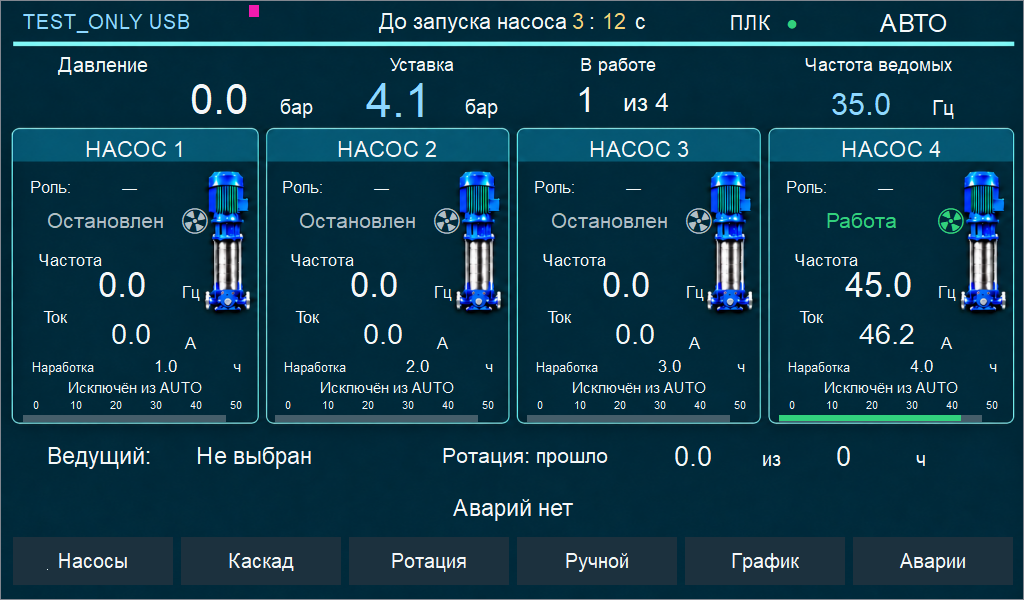 TEST_ONLY USB До запуска насоса 3 : 12 с ПЛК АВТО
Давление Уставка В работе Частота ведомых
0.0 бар 4.1 бар 1 из 4 35.0 Гц
НАСОС 1 НАСОС 2 НАСОС 3 НАСОС 4
Роль: — Роль: — Роль: — Роль: —
Остановлен Остановлен Остановлен Работа
Частота Частота Частота Частота
0.0 Гц 0.0 Гц 0.0 Гц 45.0 Гц
Ток Ток Ток Ток
0.0 А 0.0 А 0.0 А 46.2 А
Наработка 1.0 ч Наработка 2.0 ч Наработка 3.0 ч Наработка 4.0 ч
Исключён из AUTO Исключён из AUTO Исключён из AUTO Исключён из AUTO
0 10 20 30 40 50 0 10 20 30 40 50 0 10 20 30 40 50 0 10 20 30 40 50
Ведущий: Не выбран Ротация: прошло 0.0 из 0 ч
Аварий нет
Насосы Каскад Ротация Ручной График Аварии